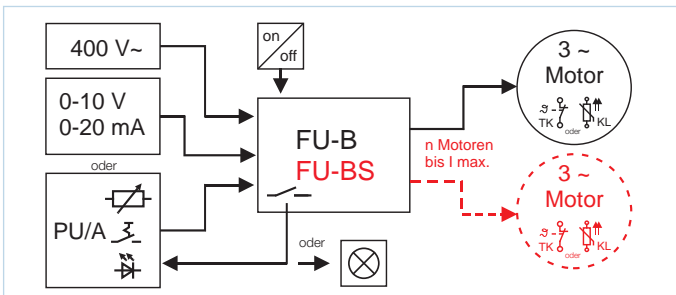 400 V~
0-10 V
0-20 mA
oder
PU/A
on
off
FU-B
FU-BS
oder
n Motoren
bis I max.
3 ~
Motor
ϑ
TK
oder
KL
3 ~
Motor
ϑ
TK
oder
KL